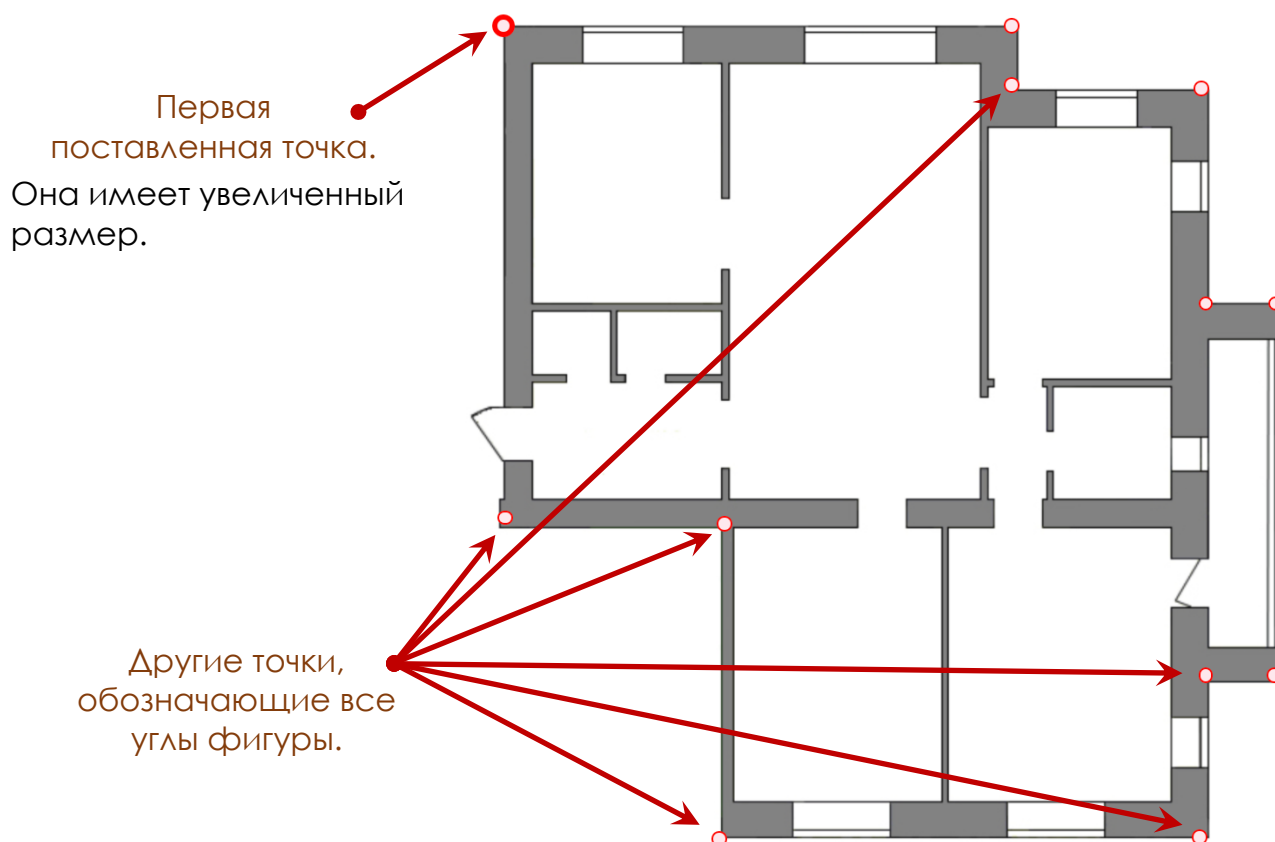 Первая
поставленная точка.
Она имеет увеличенный
размер.
Другие точки,
обозначающие все
углы фигуры.